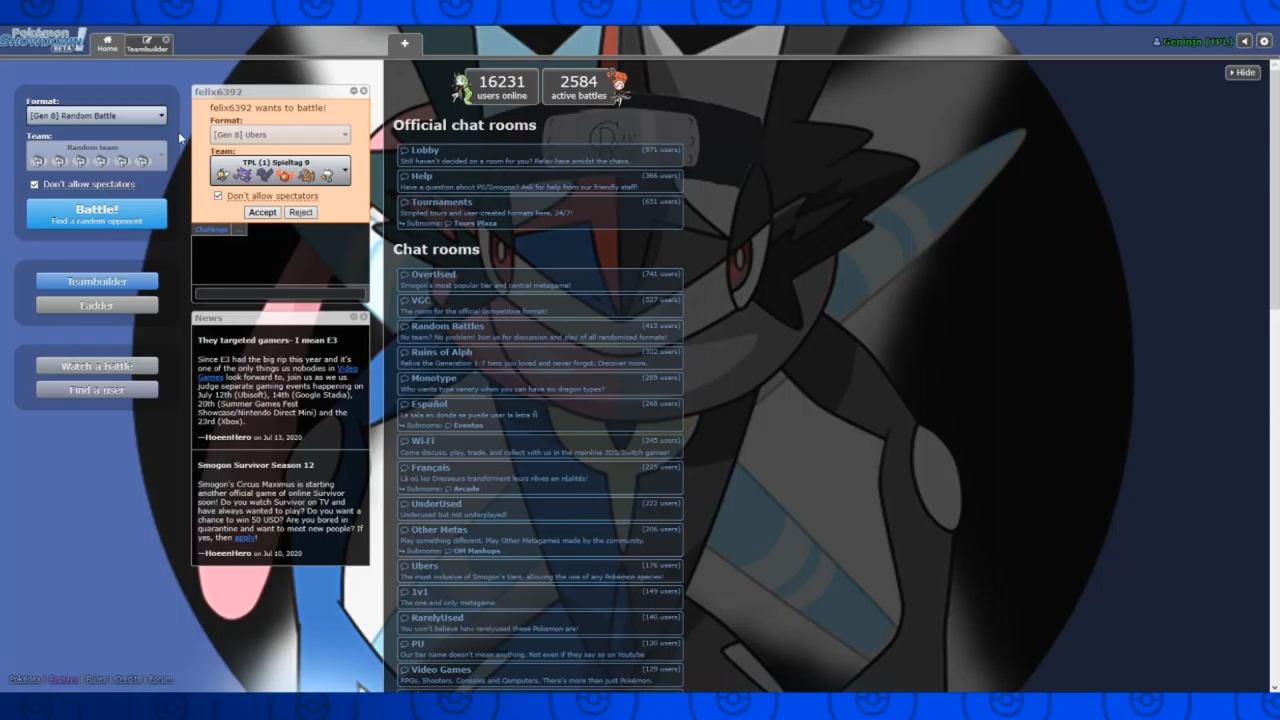 Pokémon
SHOWDOWN!
BETA
Home
Teambuilder
+
Geninja (TPL)
Format:
[Gen 8] Random Battle
Team:
Random team
Don't allow spectators
Battle!
Find a random opponent
Teambuilder
Ladder
Watch a battle
Find a user
Pokédex
Replays
Rules
Credits
Forum
felix6392
felix6392 wants to battle!
Format:
[Gen 8] Ubers
Team:
TPL (1) Spieltag 9
Don't allow spectators
Accept
Reject
Challenge
...
News
They targeted gamers- I mean E3
Since E3 had the big rip this year and it's
one of the only things us nobodies in Video
Games look forward to, join us as we us
judge separate gaming events happening
on July 12th (Ubisoft), 14th (Google Stadia),
20th (Summer Games Fest
Showcase/Nintendo Direct Mini) and the
23rd (Xbox).
—HoeenHero on Jul 13, 2020
Smogon Survivor Season 12
Smogon's Circus Maximus is starting
another official game of online Survivor
soon! Do you watch Survivor on TV and
have always wanted to play? Do you want a
chance to win 50 USD? Are you bored in
quarantine and want to meet new people? If
yes, then apply!
—HoeenHero on Jul 10, 2020
Hide
16231
users online
2584
active battles
Official chat rooms
Lobby (971 users)
Still haven't decided on a room for you? Relax here amidst the chaos.
Help (366 users)
Have a question about PS/Smogon? Ask for help from our friendly staff!
Tournaments (651 users)
Scripted tours and user-created formats here, 24/7!
Subrooms: Tours Plaza
Chat rooms
OverUsed (741 users)
Smogon's most popular tier and central metagame!
VGC (527 users)
The room for the official competitive format!
Random Battles (413 users)
No team? No problem! Join us for discussion and play of all randomized formats!
Ruins of Alph (302 users)
Relive the Generation 1-7 tiers you loved and never forgot. Discover more.
Monotype (289 users)
Who wants type variety when you can have six dragon types?
Español (268 users)
La sala en donde se puede usar la letra Ñ
Subrooms: Eventos
Wi-Fi (245 users)
Come discuss, play, trade, and collect with us in the mainline 3DS/Switch games!
Français (225 users)
Là où les Dresseurs transforment leurs rêves en réalités!
Subrooms: Arcade
UnderUsed (222 users)
Underused but not underplayed!
Other Metas (206 users)
Play something different. Play Other Metagames made by the community.
Subrooms: OM Mashups
Ubers (176 users)
The most inclusive of Smogon's tiers, allowing the use of any Pokémon species!
1v1 (149 users)
The one and only metagame
RarelyUsed (140 users)
You won't believe how rarelyused these Pokemon are!
PU (130 users)
Our tier name doesn't mean anything. Not even if they say so on Youtube
Video Games (129 users)
RPGs, Shooters, Consoles and Computers. There's more than just Pokémon.